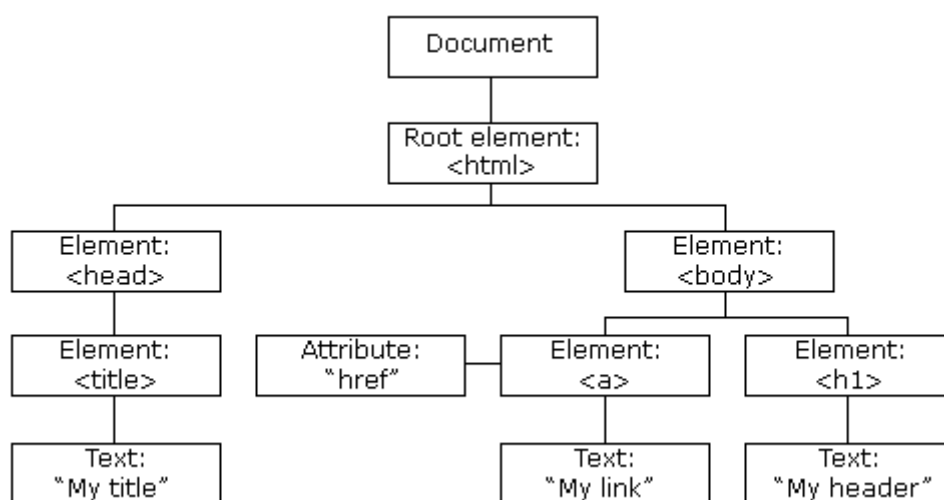 Document
Root element:
<html>
Element:
<head>
Element:
<body>
Element:
<title>
Attribute:
“href”
Element:
<a>
Element:
<h1>
Text:
“My title”
Text:
“My link”
Text:
“My header”